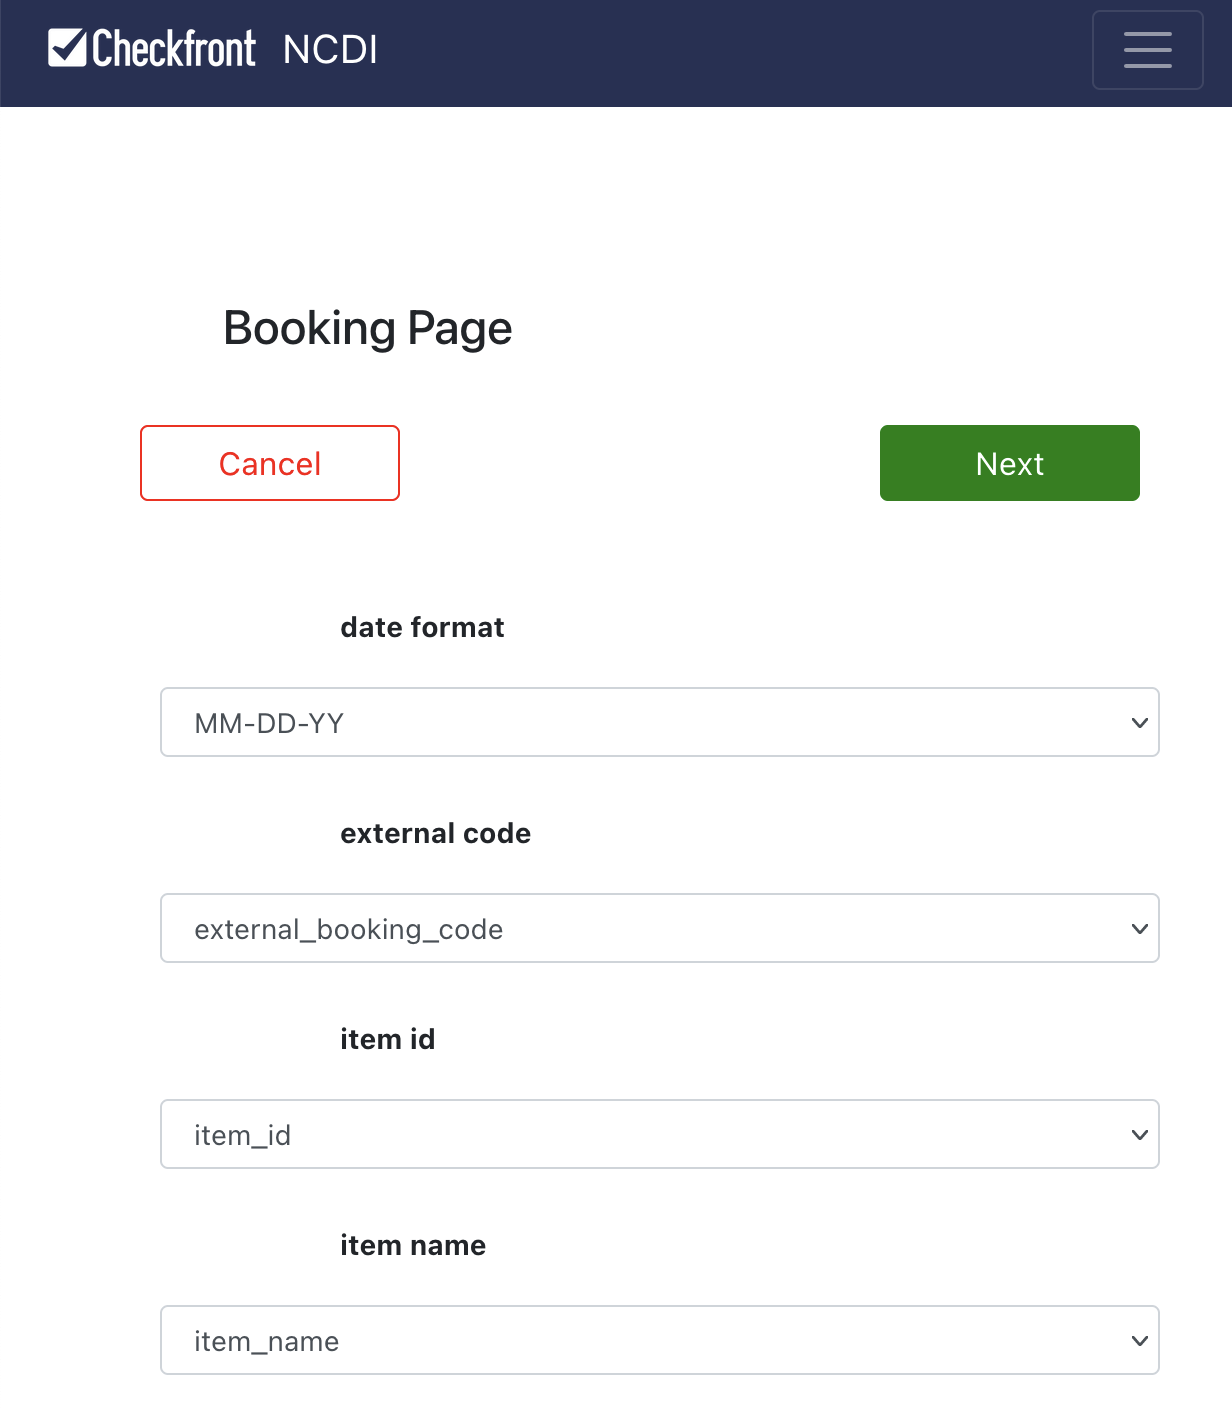 Checkfront NCDI
Booking Page
Cancel Next
date format
MM-DD-YY
external code
external_booking_code
item id
item_id
item name
item_name